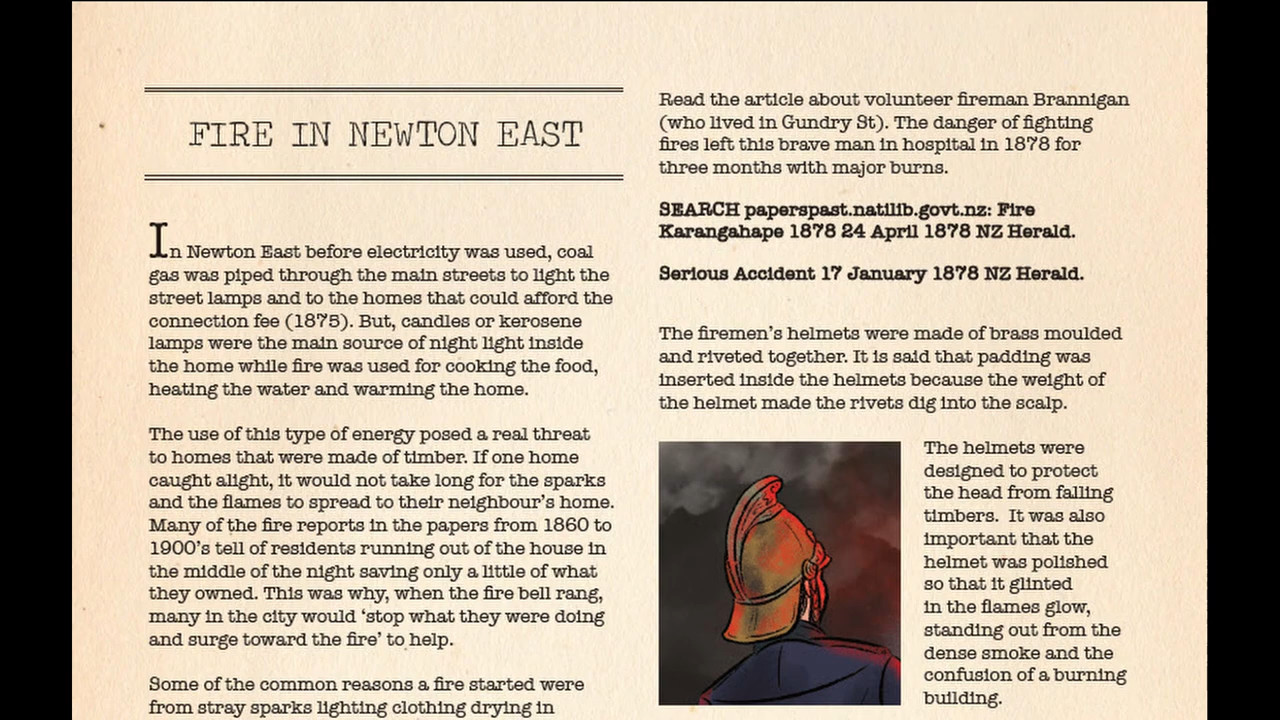 FIRE IN NEWTON EAST
In Newton East before electricity was used, coal
gas was piped through the main streets to light the
street lamps and to the homes that could afford the
connection fee (1875). But, candles or kerosene
lamps were the main source of night light inside
the home while fire was used for cooking the food,
heating the water and warming the home.
The use of this type of energy posed a real threat
to homes that were made of timber. If one home
caught alight, it would not take long for the sparks
and the flames to spread to their neighbour's home.
Many of the fire reports in the papers from 1860 to
1900's tell of residents running out of the house in
the middle of the night saving only a little of what
they owned. This was why, when the fire bell rang,
many in the city would 'stop what they were doing
and surge toward the fire' to help.
Some of the common reasons a fire started were
from stray sparks lighting clothing drying in
Read the article about volunteer fireman Brannigan
(who lived in Gundry St). The danger of fighting
fires left this brave man in hospital in 1878 for
three months with major burns.
SEARCH paperspast.natilib.govt.nz: Fire
Karangahape 1878 24 April 1878 NZ Herald.
Serious Accident 17 January 1878 NZ Herald.
The firemen's helmets were made of brass moulded
and riveted together. It is said that padding was
inserted inside the helmets because the weight of
the helmet made the rivets dig into the scalp.
The helmets were
designed to protect
the head from falling
timbers. It was also
important that the
helmet was polished
so that it glinted
in the flames glow,
standing out from the
dense smoke and the
confusion of a burning
building.